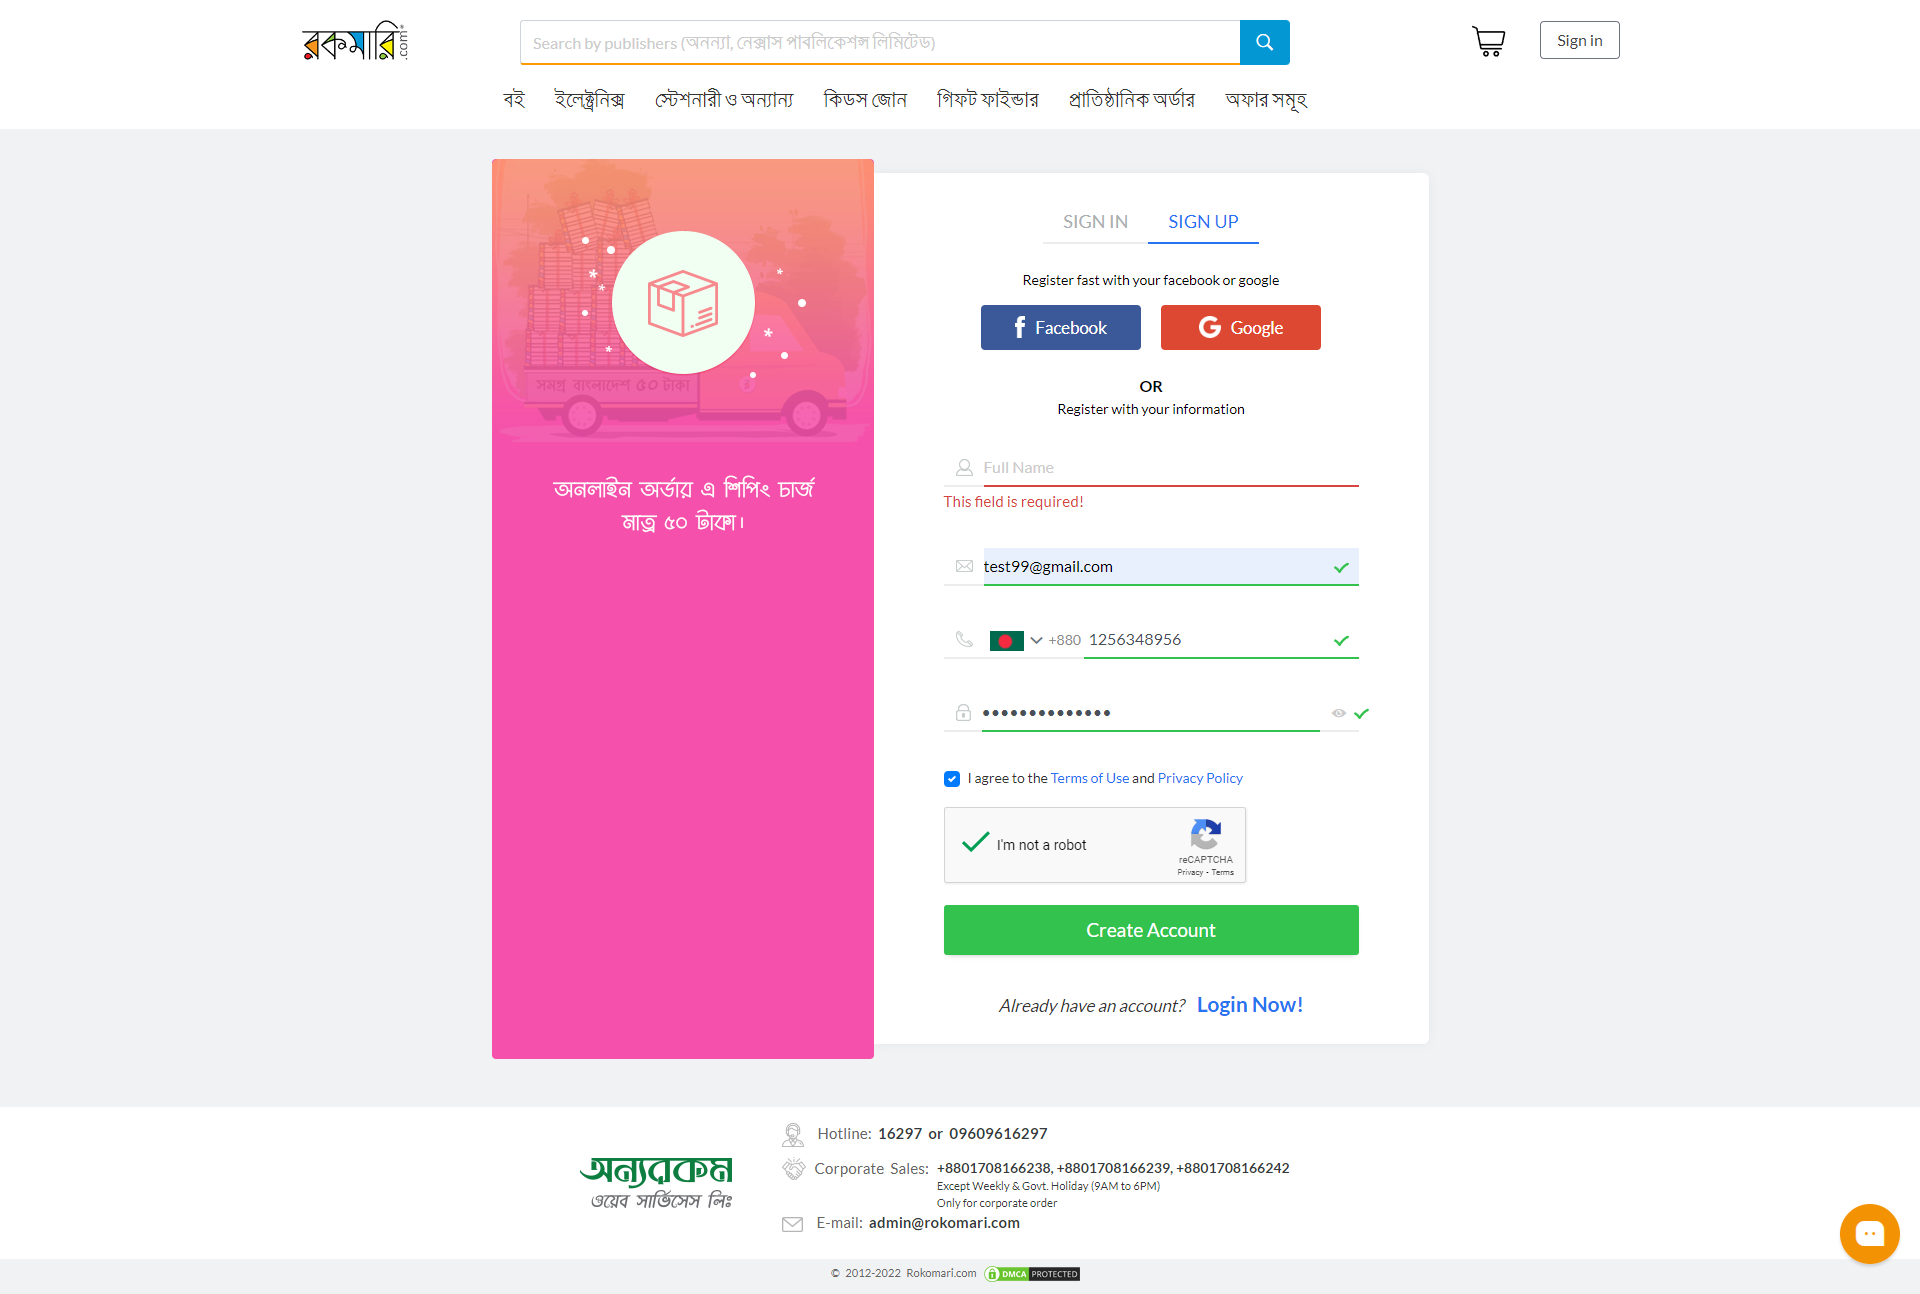 রকমারি.com
Search by publishers (অনন্যা, নেক্সাস পাবলিকেশন্স লিমিটেড)
Sign in
বই ইলেক্ট্রনিক্স স্টেশনারী ও অন্যান্য কিডস জোন গিফট ফাইন্ডার প্রাতিষ্ঠানিক অর্ডার অফার সমূহ
সমগ্র বাংলাদেশ ৫০ টাকা
অনলাইন অর্ডার এ শিপিং চার্জ
মাত্র ৫০ টাকা।
SIGN IN SIGN UP
Register fast with your facebook or google
Facebook Google
OR
Register with your information
Full Name
This field is required!
test99@gmail.com
+880 1256348956
I agree to the Terms of Use and Privacy Policy
I'm not a robot
reCAPTCHA
Privacy - Terms
Create Account
Already have an account? Login Now!
অন্যরকম
ওয়েব সার্ভিসেস লিঃ
Hotline: 16297 or 09609616297
Corporate Sales: +8801708166238, +8801708166239, +8801708166242
Except Weekly & Govt. Holiday (9AM to 6PM)
Only for corporate order
E-mail: admin@rokomari.com
© 2012-2022 Rokomari.com DMCA PROTECTED